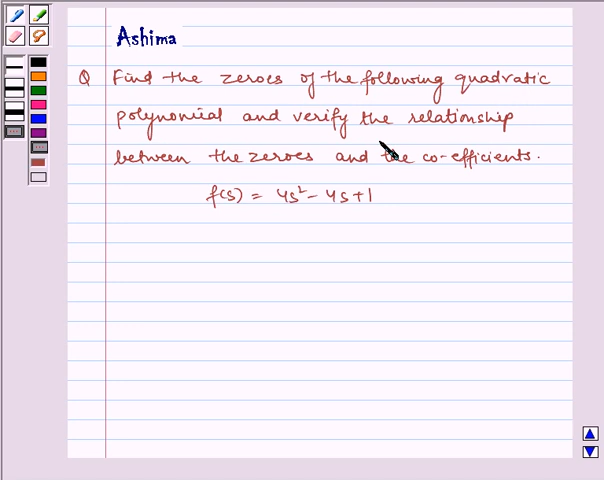 Ashima
Q Find the zeroes of the following quadratic
polynomial and verify the relationship
between the zeroes and the co-efficients.
f(s) = 4s² - 4s + 1